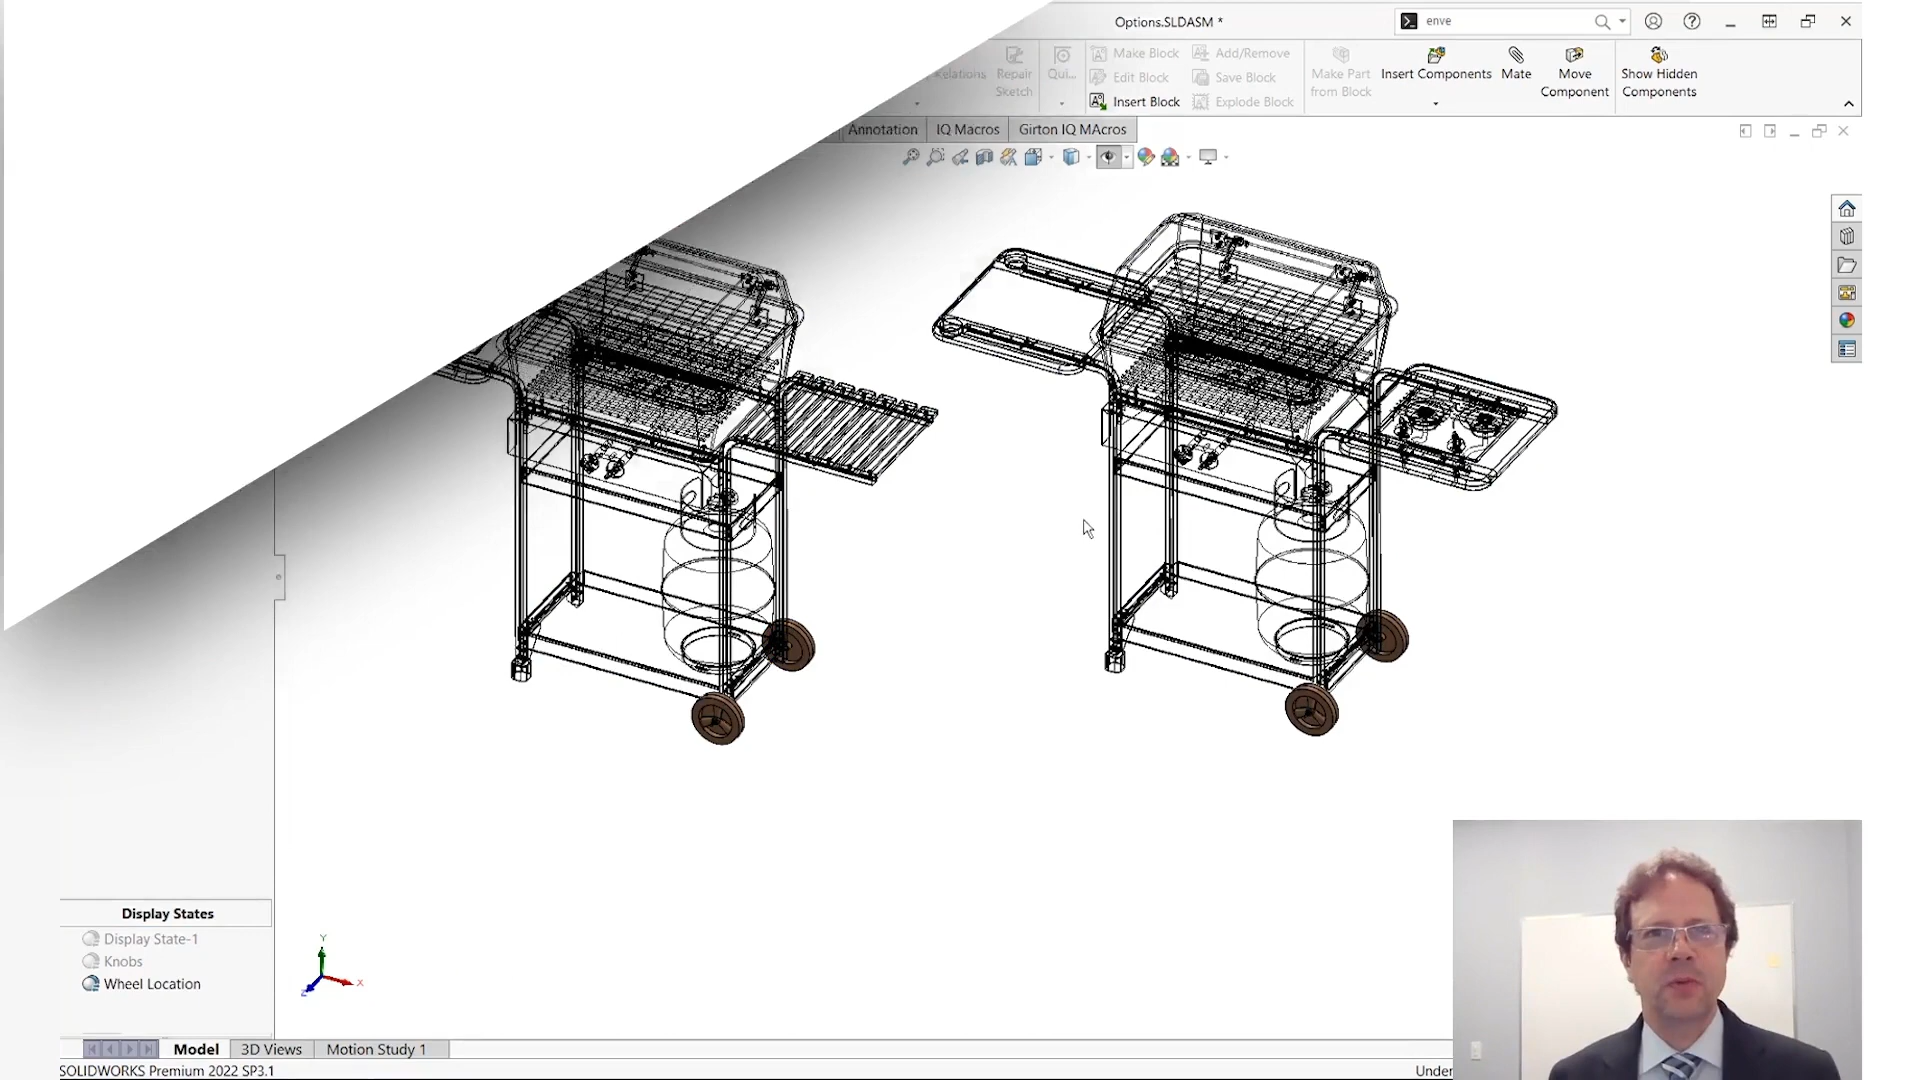 Options.SLDASM *
enve
Relations
Repair
Sketch
Qui...
Make Block
Edit Block
Insert Block
Add/Remove
Save Block
Explode Block
Make Part
from Block
Insert Components
Mate
Move
Component
Show Hidden
Components
Annotation
IQ Macros
Girton IQ MAcros
Display States
Display State-1
Knobs
Wheel Location
Y
X
Z
Model
3D Views
Motion Study 1
SOLIDWORKS Premium 2022 SP3.1
Under